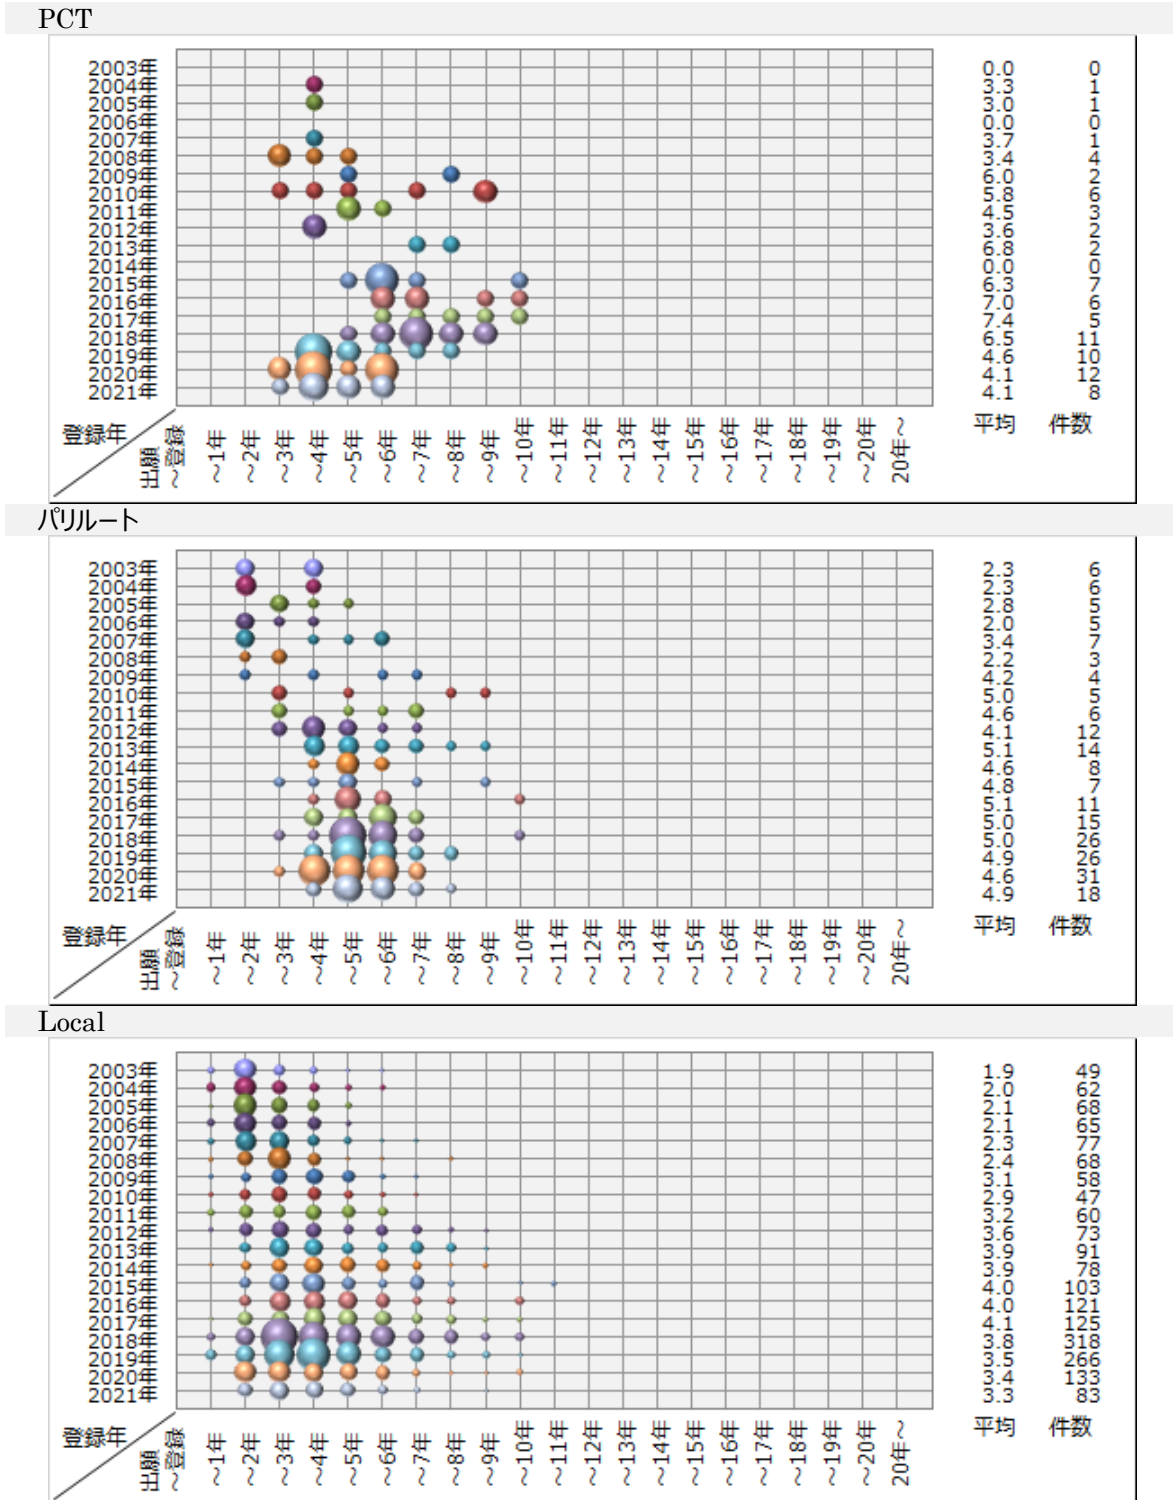 PCT
2003年 0.0 0
2004年 3.3 1
2005年 3.0 1
2006年 0.0 0
2007年 3.7 1
2008年 3.4 4
2009年 6.0 2
2010年 5.8 6
2011年 4.5 3
2012年 3.6 2
2013年 6.8 2
2014年 0.0 0
2015年 6.3 7
2016年 7.0 6
2017年 7.4 5
2018年 6.5 11
2019年 4.6 10
2020年 4.1 12
2021年 4.1 8
登録年 出願～登録 ～1年 ～2年 ～3年 ～4年 ～5年 ～6年 ～7年 ～8年 ～9年 ～10年 ～11年 ～12年 ～13年 ～14年 ～15年 ～16年 ～17年 ～18年 ～19年 ～20年 20年～ 平均 件数
パリルート
2003年 2.3 6
2004年 2.3 6
2005年 2.8 5
2006年 2.0 5
2007年 3.4 7
2008年 2.2 3
2009年 4.2 4
2010年 5.0 5
2011年 4.6 6
2012年 4.1 12
2013年 5.1 14
2014年 4.6 8
2015年 4.8 7
2016年 5.1 11
2017年 5.0 15
2018年 5.0 26
2019年 4.9 26
2020年 4.6 31
2021年 4.9 18
登録年 出願～登録 ～1年 ～2年 ～3年 ～4年 ～5年 ～6年 ～7年 ～8年 ～9年 ～10年 ～11年 ～12年 ～13年 ～14年 ～15年 ～16年 ～17年 ～18年 ～19年 ～20年 20年～ 平均 件数
Local
2003年 1.9 49
2004年 2.0 62
2005年 2.1 68
2006年 2.1 65
2007年 2.3 77
2008年 2.4 68
2009年 3.1 58
2010年 2.9 47
2011年 3.2 60
2012年 3.6 73
2013年 3.9 91
2014年 3.9 78
2015年 4.0 103
2016年 4.0 121
2017年 4.1 125
2018年 3.8 318
2019年 3.5 266
2020年 3.4 133
2021年 3.3 83
登録年 出願～登録 ～1年 ～2年 ～3年 ～4年 ～5年 ～6年 ～7年 ～8年 ～9年 ～10年 ～11年 ～12年 ～13年 ～14年 ～15年 ～16年 ～17年 ～18年 ～19年 ～20年 20年～ 平均 件数